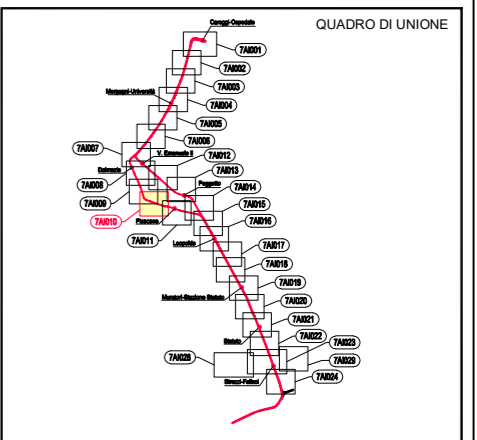 QUADRO DI UNIONE
Careggi-Ospedale
7AI001
7AI002
7AI003
Morgagni-Università
7AI004
7AI005
7AI006
7AI007
V. Emanuele II
7AI012
Dalmazia
7AI013
7AI008
Poggetto
7AI014
7AI009
7AI015
7AI010
Pisacane
7AI016
7AI011
Leopoldo
7AI017
7AI018
7AI019
Muratori-Stazione Statuto
7AI020
7AI021
7AI022
Statuto
7AI023
7AI028
7AI029
Strozzi-Fallaci
7AI024